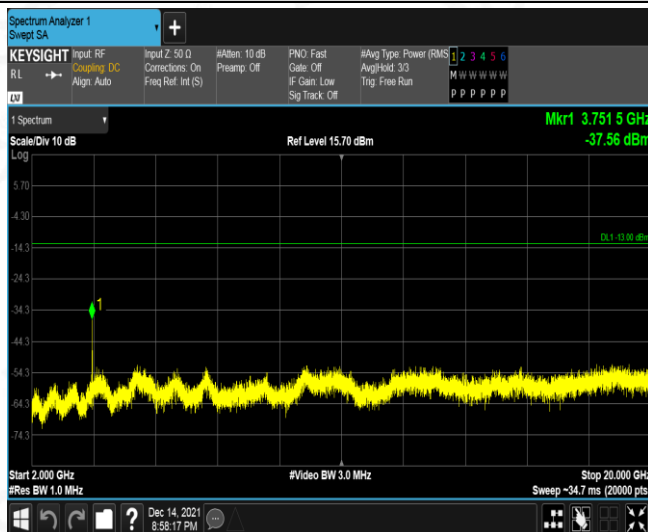 Spectrum Analyzer 1
Swept SA
+
KEYSIGHT
RL
LXI
Input: RF
Coupling: DC
Align: Auto
Input Z: 50 Ω
Corrections: On
Freq Ref: Int (S)
#Atten: 10 dB
Preamp: Off
PNO: Fast
Gate: Off
IF Gain: Low
Sig Track: Off
#Avg Type: Power (RMS
Avg|Hold: 3/3
Trig: Free Run
1 2 3 4 5 6
M W W W W W
P P P P P P
1 Spectrum
Scale/Div 10 dB
Ref Level 15.70 dBm
Mkr1 3.751 5 GHz
-37.56 dBm
Log
5.70
-4.30
DL1 -13.00 dBm
-14.3
-24.3
-34.3
1
-44.3
-54.3
-64.3
-74.3
Start 2.000 GHz
#Video BW 3.0 MHz
Stop 20.000 GHz
#Res BW 1.0 MHz
Sweep ~34.7 ms (20000 pts
?
Dec 14, 2021
8:58:17 PM